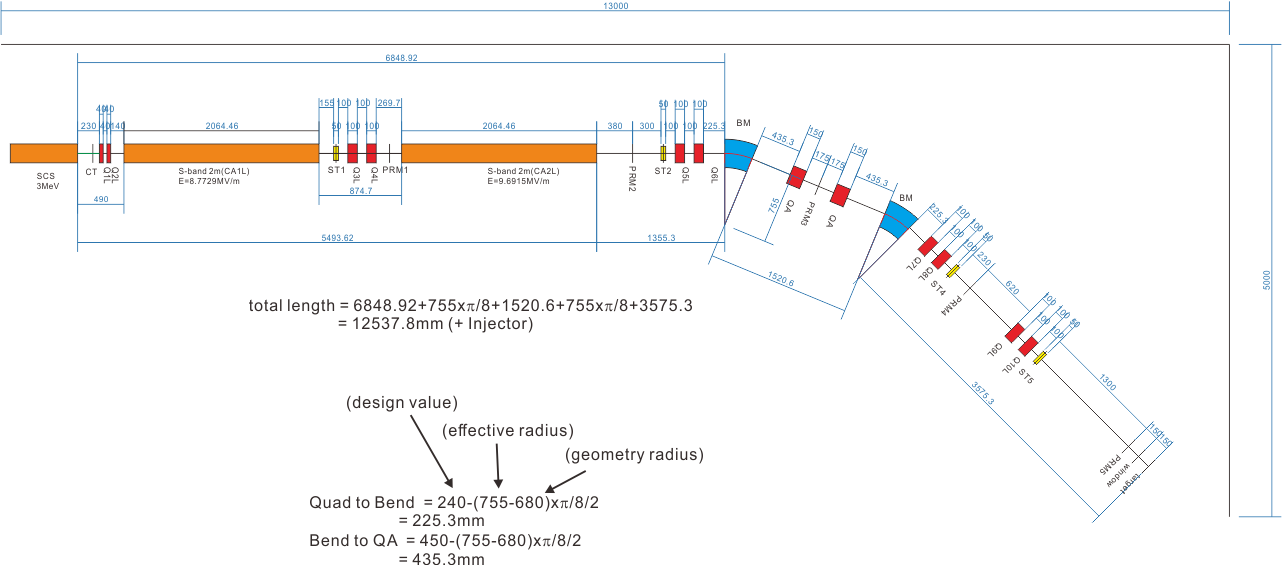 13000
6848.92
40
40
155
100
100
269.7
50
100
100
230
40
140
2064.46
50
100
100
2064.46
380
300
100
100
225.3
BM
435.3
150
150
175
175
435.3
BM
SCS
3MeV
CT
Q1L
Q2L
S-band 2m(CA1L)
E=8.7729MV/m
ST1
Q3L
Q4L
PRM1
S-band 2m(CA2L)
E=9.6915MV/m
PRM2
ST2
Q5L
Q6L
755
QA
PRM3
QA
490
874.7
5493.62
1355.3
1520.6
225.3
100
100
50
100
100
230
Q7L
Q8L
ST4
PRM4
620
100
100
50
100
100
Q9L
Q10L
ST5
5000
1300
3575.3
150
150
PRM5
window
target
total length = 6848.92+755xπ/8+1520.6+755xπ/8+3575.3
= 12537.8mm (+ Injector)
(design value)
(effective radius)
(geometry radius)
Quad to Bend = 240-(755-680)xπ/8/2
= 225.3mm
Bend to QA = 450-(755-680)xπ/8/2
= 435.3mm